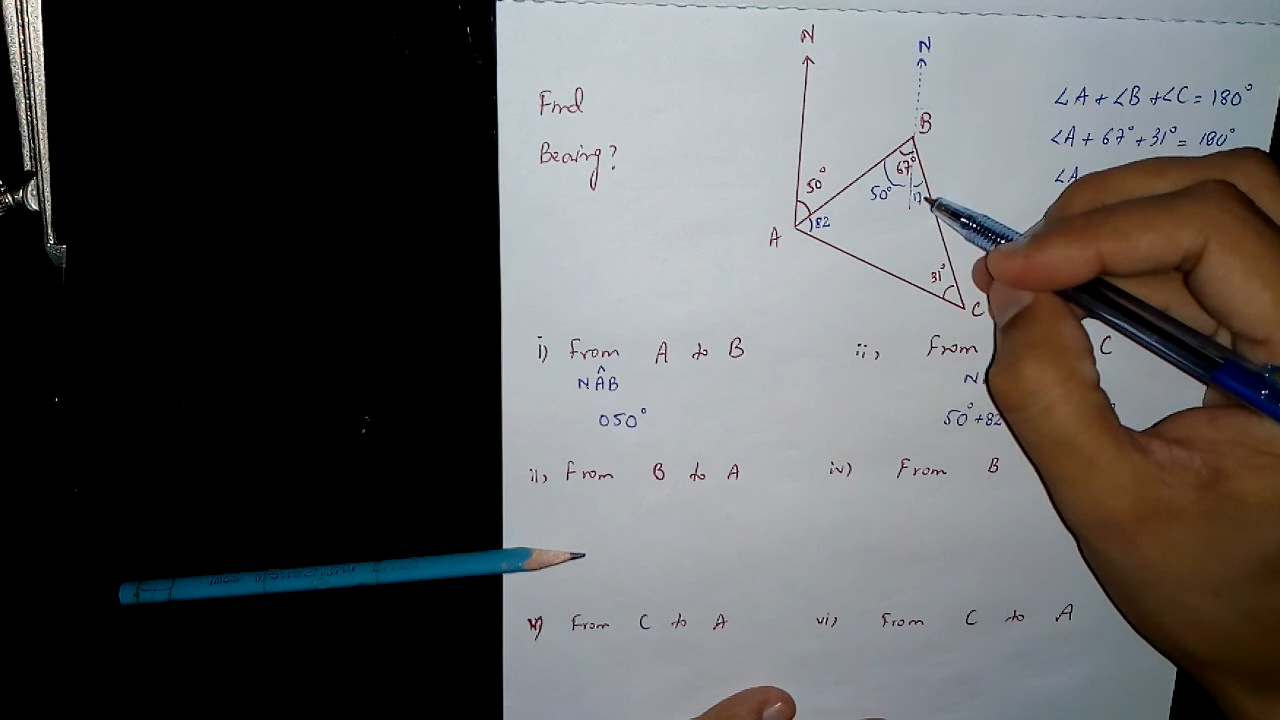 N
N
Find
Bearing?
B
∠A + ∠B + ∠C = 180°
∠A + 67° + 31° = 180°
∠A
67°
50°
50°
17
A
82
31°
C
i) From A to B
NÂB
050°
ii, From C
N
50° + 82
ii, From B to A
iv) From B
v) From C to A
vi, From C to A